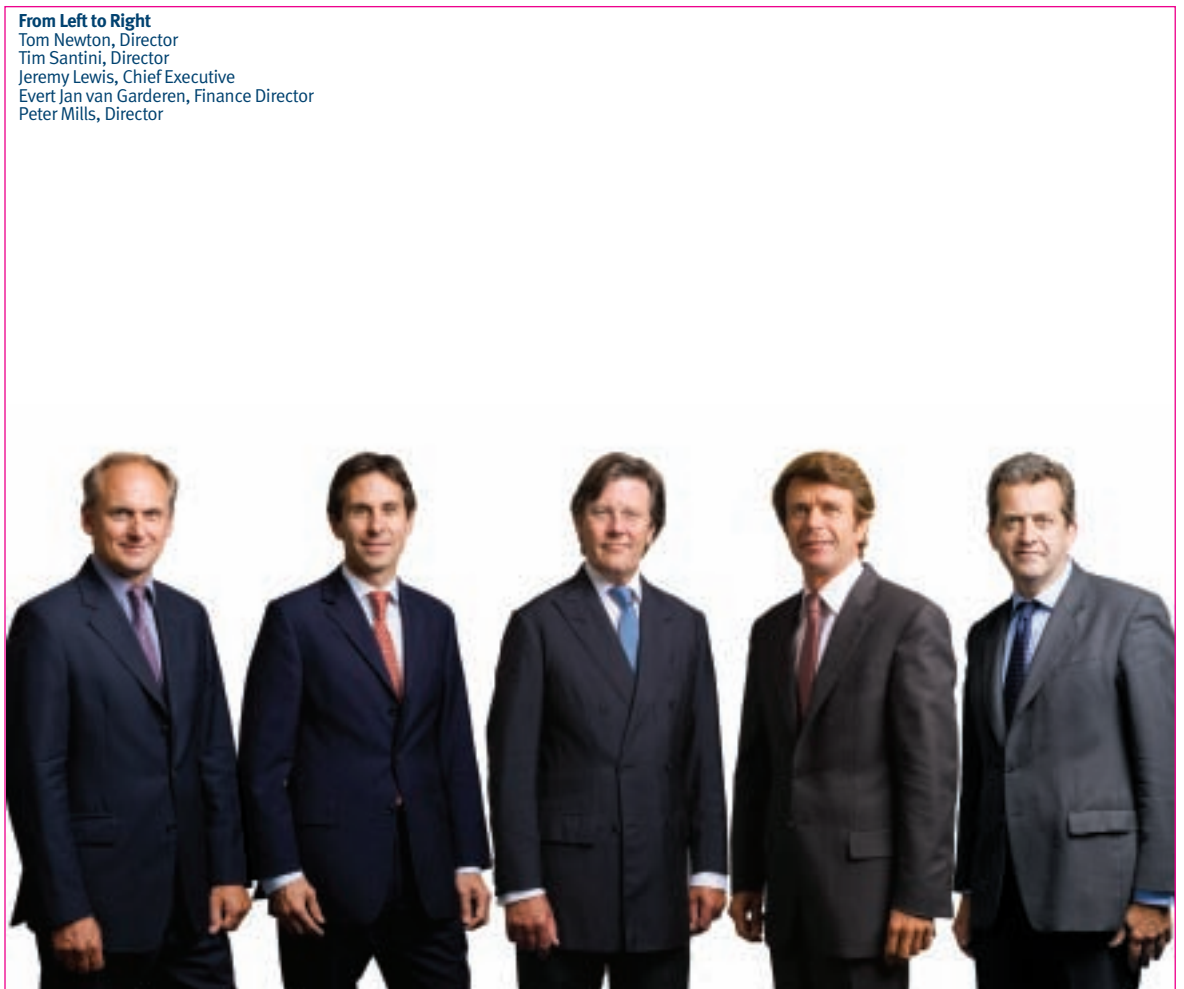 From Left to Right
Tom Newton, Director
Tim Santini, Director
Jeremy Lewis, Chief Executive
Evert Jan van Garderen, Finance Director
Peter Mills, Director